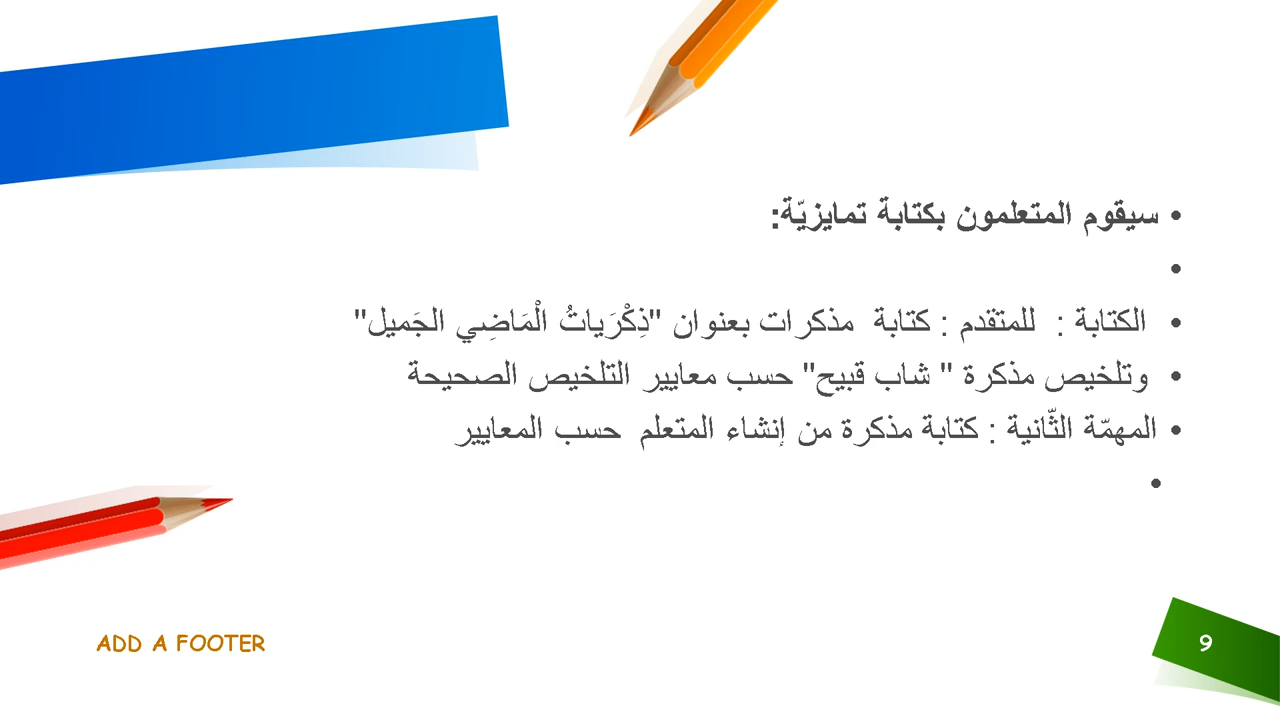 • سيقوم المتعلمون بكتابة تمايزيّة:
•
• الكتابة : للمتقدم : كتابة مذكرات بعنوان "ذِكْرَياتُ الْمَاضِي الجَميل"
• وتلخيص مذكرة " شاب قبيح" حسب معايير التلخيص الصحيحة
• المهمّة الثّانية : كتابة مذكرة من إنشاء المتعلم حسب المعايير
•
ADD A FOOTER
9